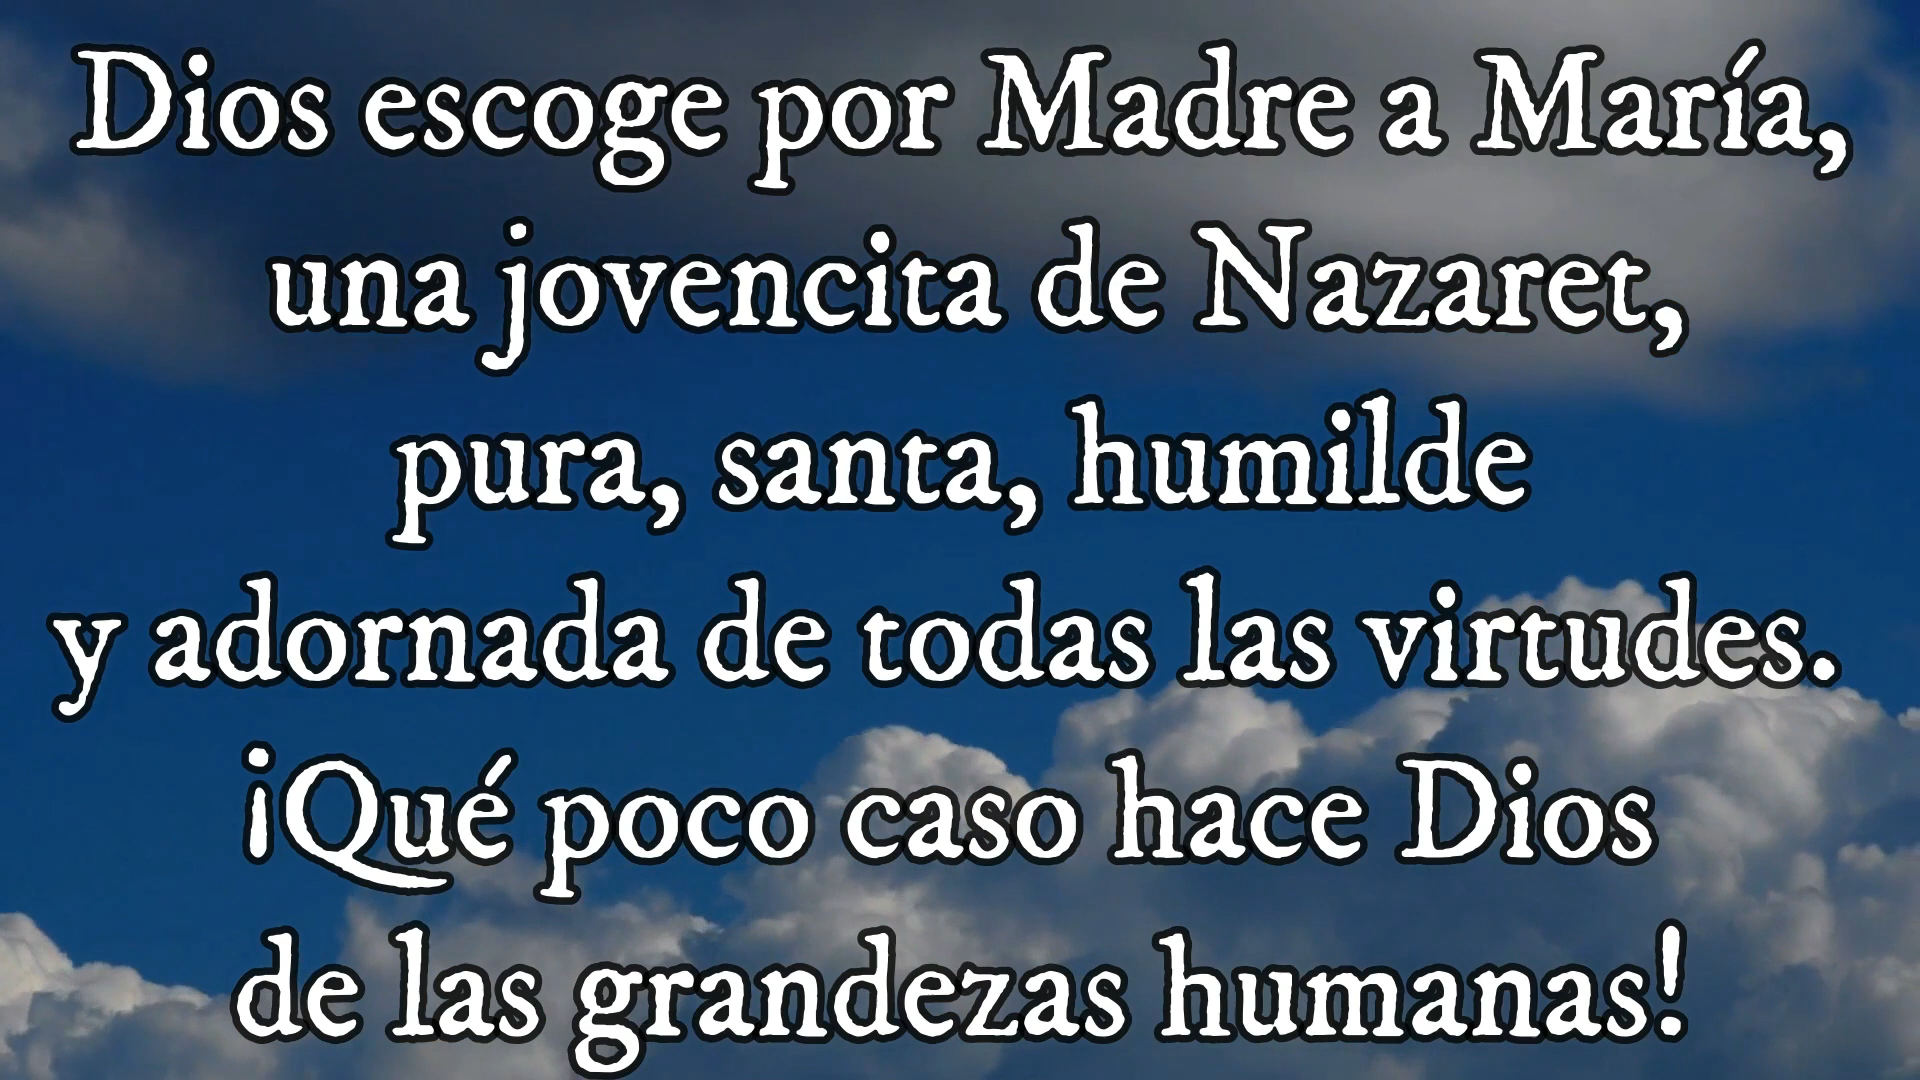 Dios escoge por Madre a María,
una jovencita de Nazaret,
pura, santa, humilde
y adornada de todas las virtudes.
¡Qué poco caso hace Dios
de las grandezas humanas!